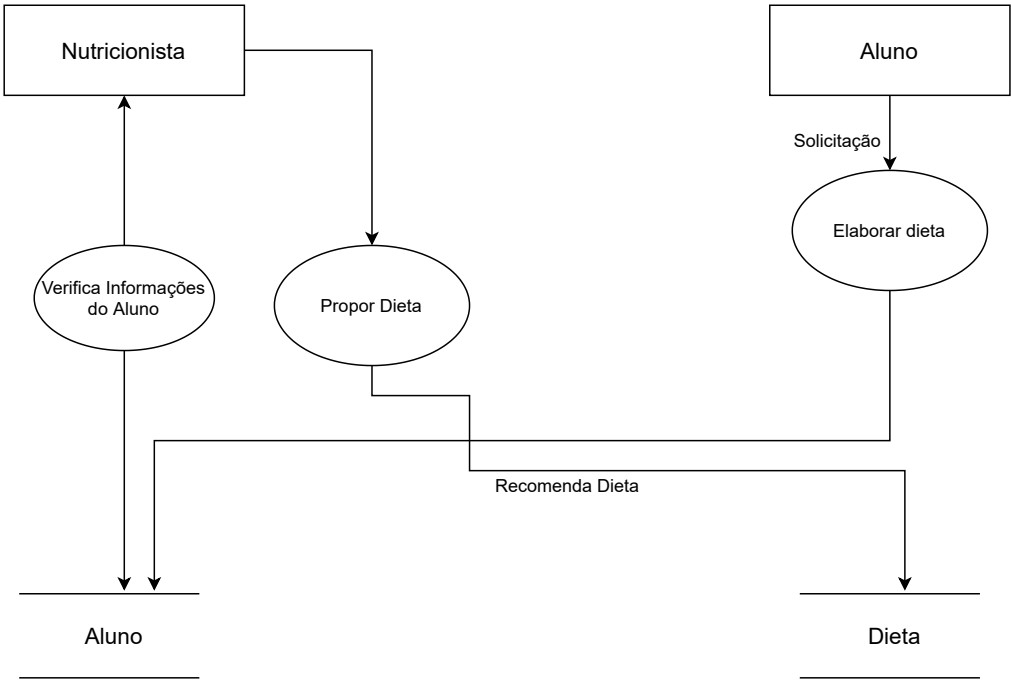 Nutricionista
Aluno
Solicitação
Elaborar dieta
Verifica Informações
do Aluno
Propor Dieta
Recomenda Dieta
Aluno
Dieta